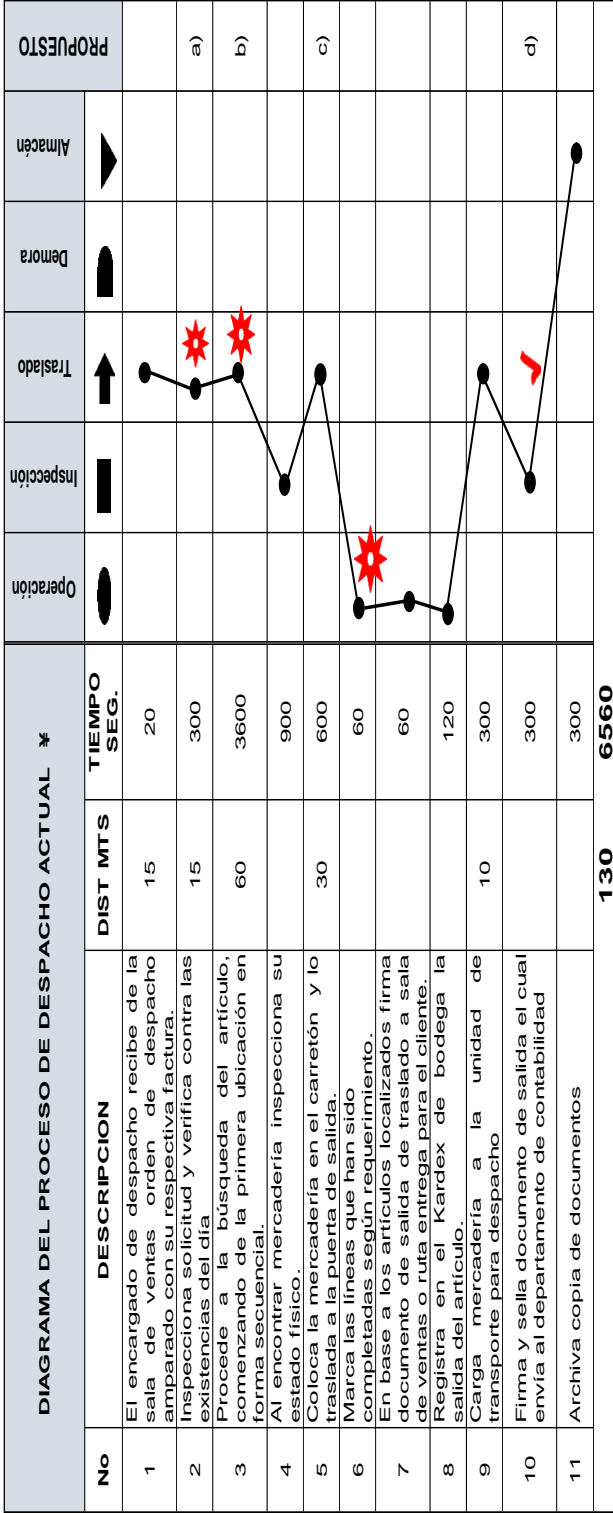 DIAGRAMA DEL PROCESO DE DESPACHO ACTUAL ¥
Operación
Inspección
Traslado
Demora
Almacén
PROPUESTO
No
DESCRIPCION
DIST MTS
TIEMPO
SEG.
1
El encargado de despacho recibe de la
sala de ventas orden de despacho
amparado con su respectiva factura.
15
20
2
Inspecciona solicitud y verifica contra las
existencias del día
15
300
a)
3
Procede a la búsqueda del artículo,
comenzando de la primera ubicación en
forma secuencial.
60
3600
b)
4
Al encontrar mercadería inspecciona su
estado físico.
900
5
Coloca la mercadería en el carretón y lo
traslada a la puerta de salida.
30
600
c)
6
Marca las líneas que han sido
completadas según requerimiento.
60
7
En base a los artículos localizados firma
documento de salida de traslado a sala
de ventas o ruta entrega para el cliente.
60
8
Registra en el Kardex de bodega la
salida del artículo.
120
9
Carga mercadería a la unidad de
transporte para despacho
10
300
10
Firma y sella documento de salida el cual
envía al departamento de contabilidad
300
d)
11
Archiva copia de documentos
300
130
6560